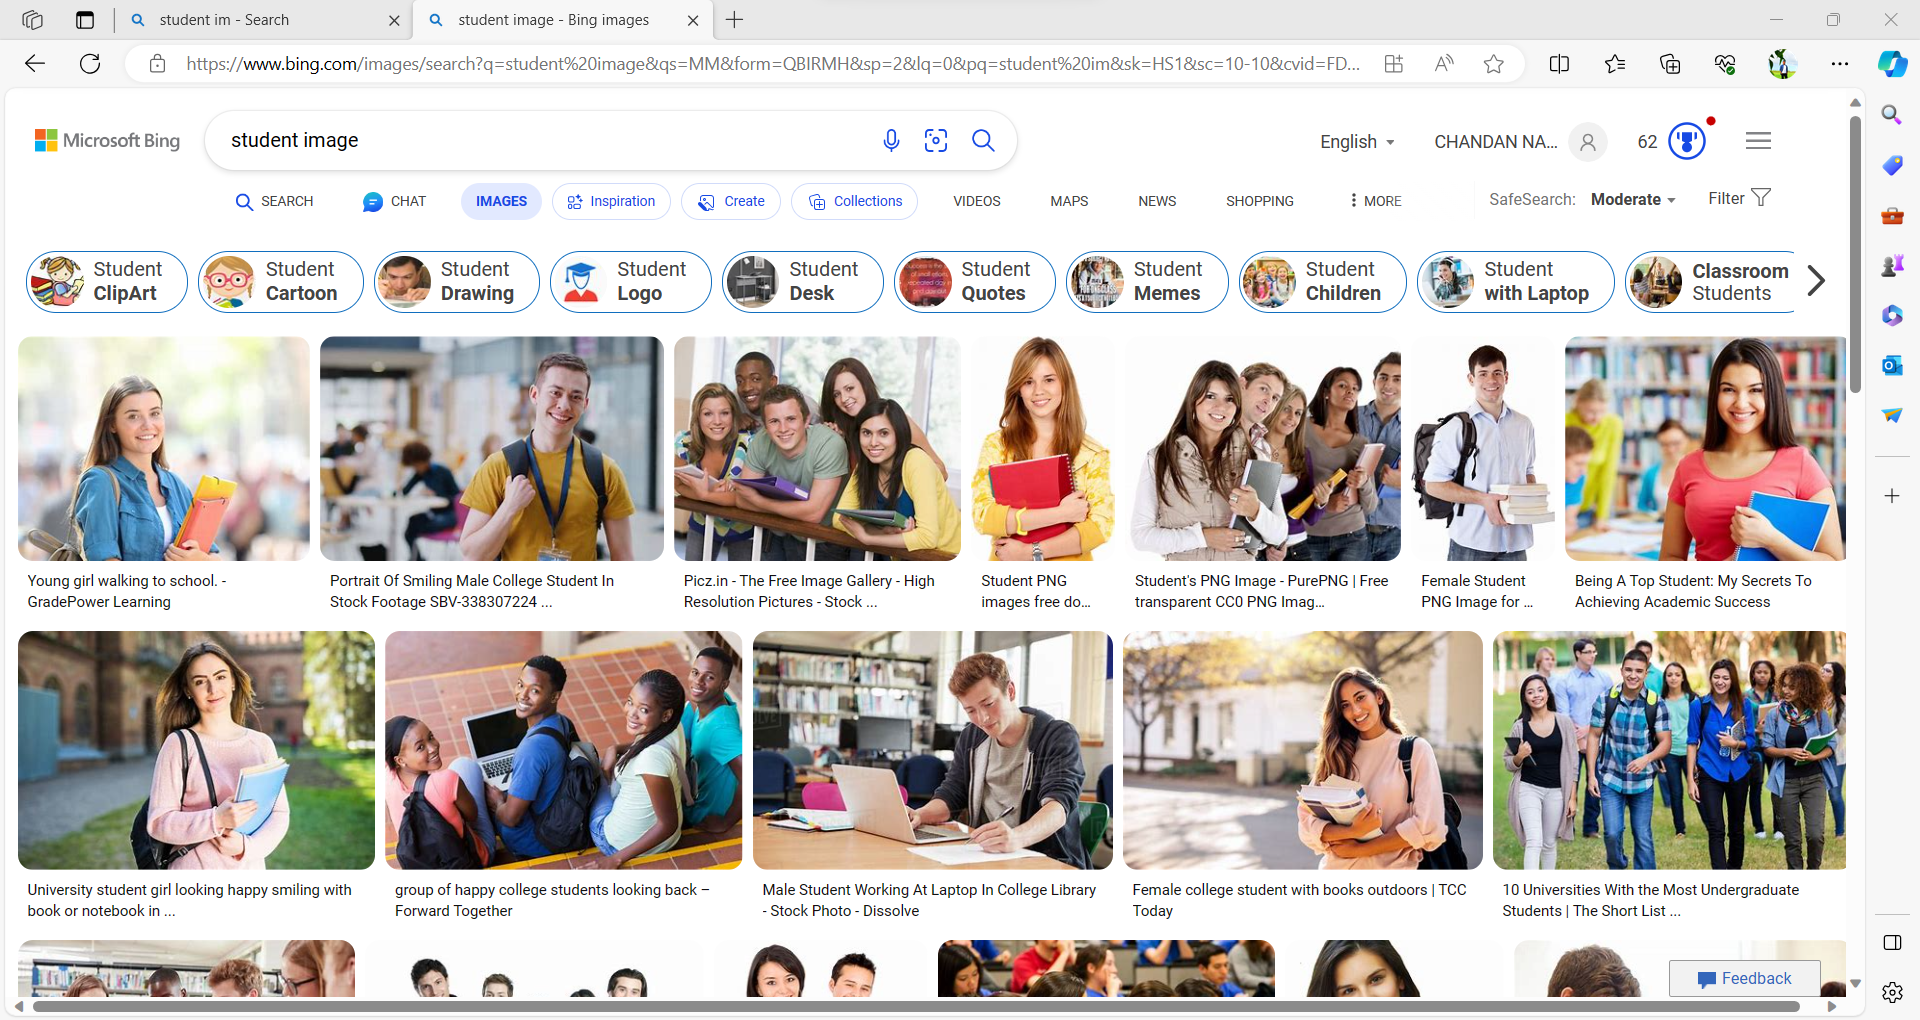 student im - Search
student image - Bing images
https://www.bing.com/images/search?q=student%20image&qs=MM&form=QBIRMH&sp=2&lq=0&pq=student%20im&sk=HS1&sc=10-10&cvid=FD...
Microsoft Bing
student image
English
CHANDAN NA...
62
SEARCH
CHAT
IMAGES
Inspiration
Create
Collections
VIDEOS
MAPS
NEWS
SHOPPING
MORE
SafeSearch: Moderate
Filter
Student
ClipArt
Student
Cartoon
Student
Drawing
Student
Logo
Student
Desk
Student
Quotes
Student
Memes
Student
Children
Student
with Laptop
Classroom
Students
Young girl walking to school. -
GradePower Learning
Portrait Of Smiling Male College Student In
Stock Footage SBV-338307224 ...
Picz.in - The Free Image Gallery - High
Resolution Pictures - Stock ...
Student PNG
images free do...
Student's PNG Image - PurePNG | Free
transparent CC0 PNG Imag...
Female Student
PNG Image for ...
Being A Top Student: My Secrets To
Achieving Academic Success
University student girl looking happy smiling with
book or notebook in ...
group of happy college students looking back –
Forward Together
Male Student Working At Laptop In College Library
- Stock Photo - Dissolve
Female college student with books outdoors | TCC
Today
10 Universities With the Most Undergraduate
Students | The Short List ...
Feedback